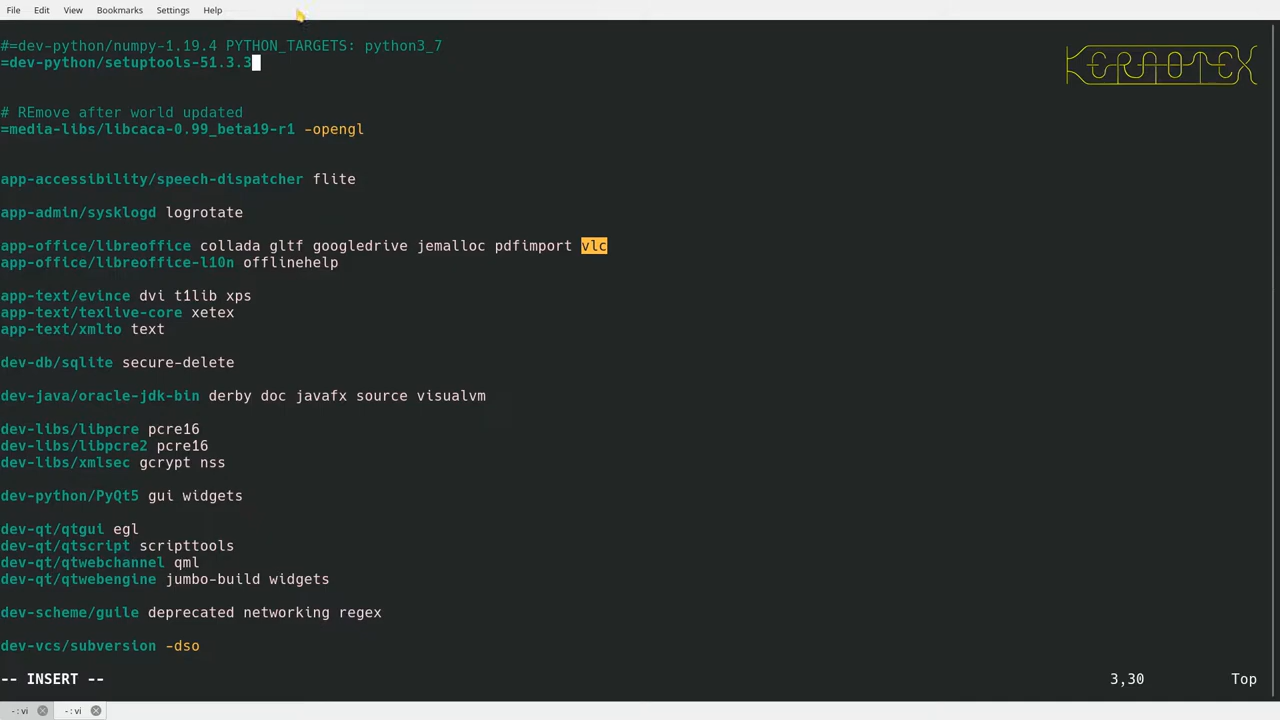 File Edit View Bookmarks Settings Help
#=dev-python/numpy-1.19.4 PYTHON_TARGETS: python3_7
=dev-python/setuptools-51.3.3
KERAOTEX
# REmove after world updated
=media-libs/libcaca-0.99_beta19-r1 -opengl
app-accessibility/speech-dispatcher flite
app-admin/sysklogd logrotate
app-office/libreoffice collada gltf googledrive jemalloc pdfimport vlc
app-office/libreoffice-l10n offlinehelp
app-text/evince dvi t1lib xps
app-text/texlive-core xetex
app-text/xmlto text
dev-db/sqlite secure-delete
dev-java/oracle-jdk-bin derby doc javafx source visualvm
dev-libs/libpcre pcre16
dev-libs/libpcre2 pcre16
dev-libs/xmlsec gcrypt nss
dev-python/PyQt5 gui widgets
dev-qt/qtgui egl
dev-qt/qtscript scripttools
dev-qt/qtwebchannel qml
dev-qt/qtwebengine jumbo-build widgets
dev-scheme/guile deprecated networking regex
dev-vcs/subversion -dso
-- INSERT -- 3,30 Top
- : vi - : vi